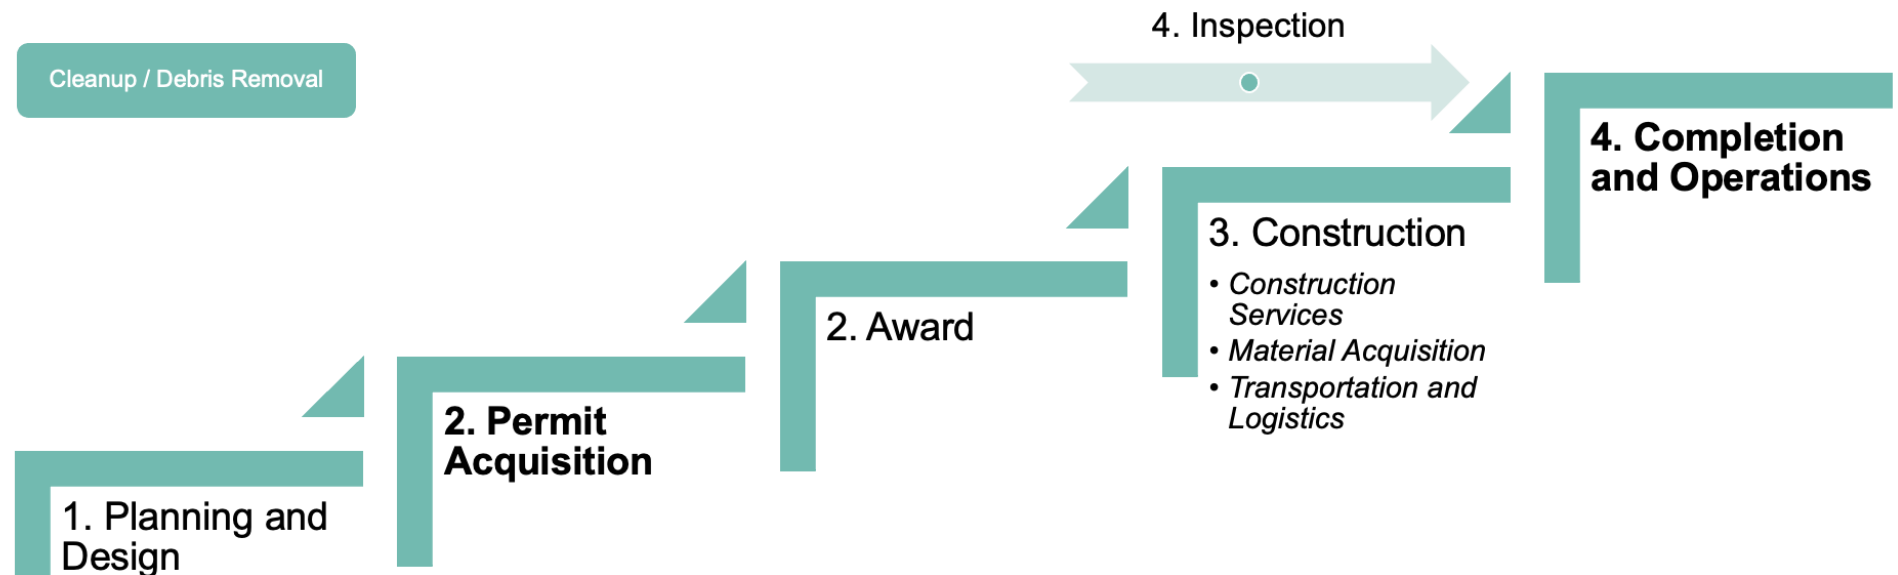 Cleanup / Debris Removal
4. Inspection
1. Planning and
Design
2. Permit
Acquisition
2. Award
3. Construction
• Construction
Services
• Material Acquisition
• Transportation and
Logistics
4. Completion
and Operations